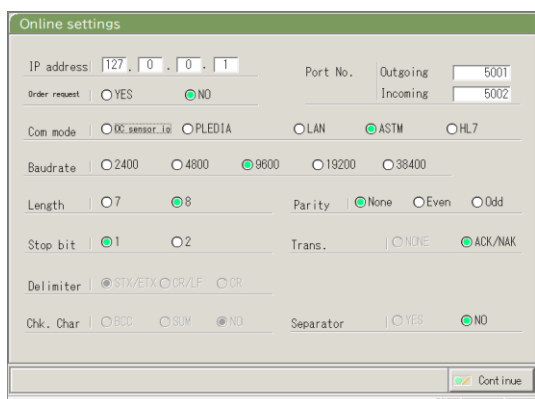 Online settings
IP address 127 . 0 . 0 . 1 Port No. Outgoing 5001
Order request YES NO Incoming 5002
Com mode OC sensor io PLEDIA LAN ASTM HL7
Baudrate 2400 4800 9600 19200 38400
Length 7 8 Parity None Even Odd
Stop bit 1 2 Trans. NONE ACK/NAK
Delimiter STX/ETX CR/LF CR
Chk. Char BCC SUM NO Separator YES NO
Continue